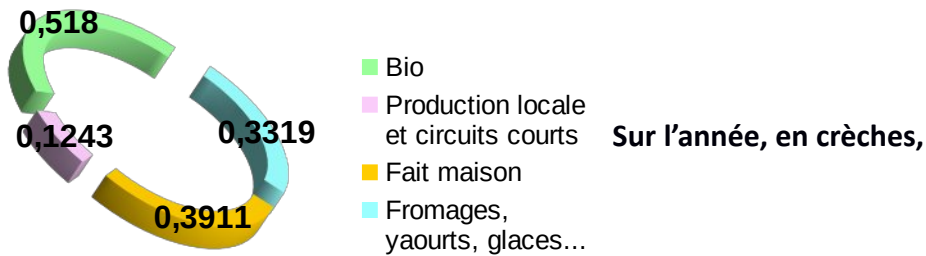 0,518
0,1243
0,3319
0,3911
Bio
Production locale
et circuits courts
Fait maison
Fromages,
yaourts, glaces...
Sur l’année, en crèches,